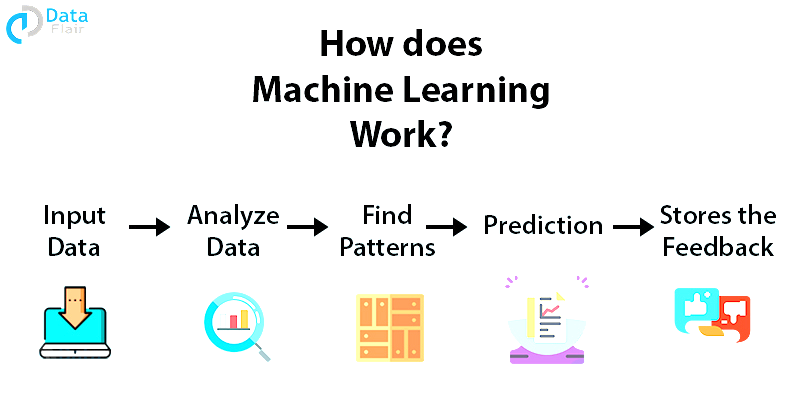 Data
Flair
How does
Machine Learning
Work?
Input
Data
Analyze
Data
Find
Patterns
Prediction
Stores the
Feedback